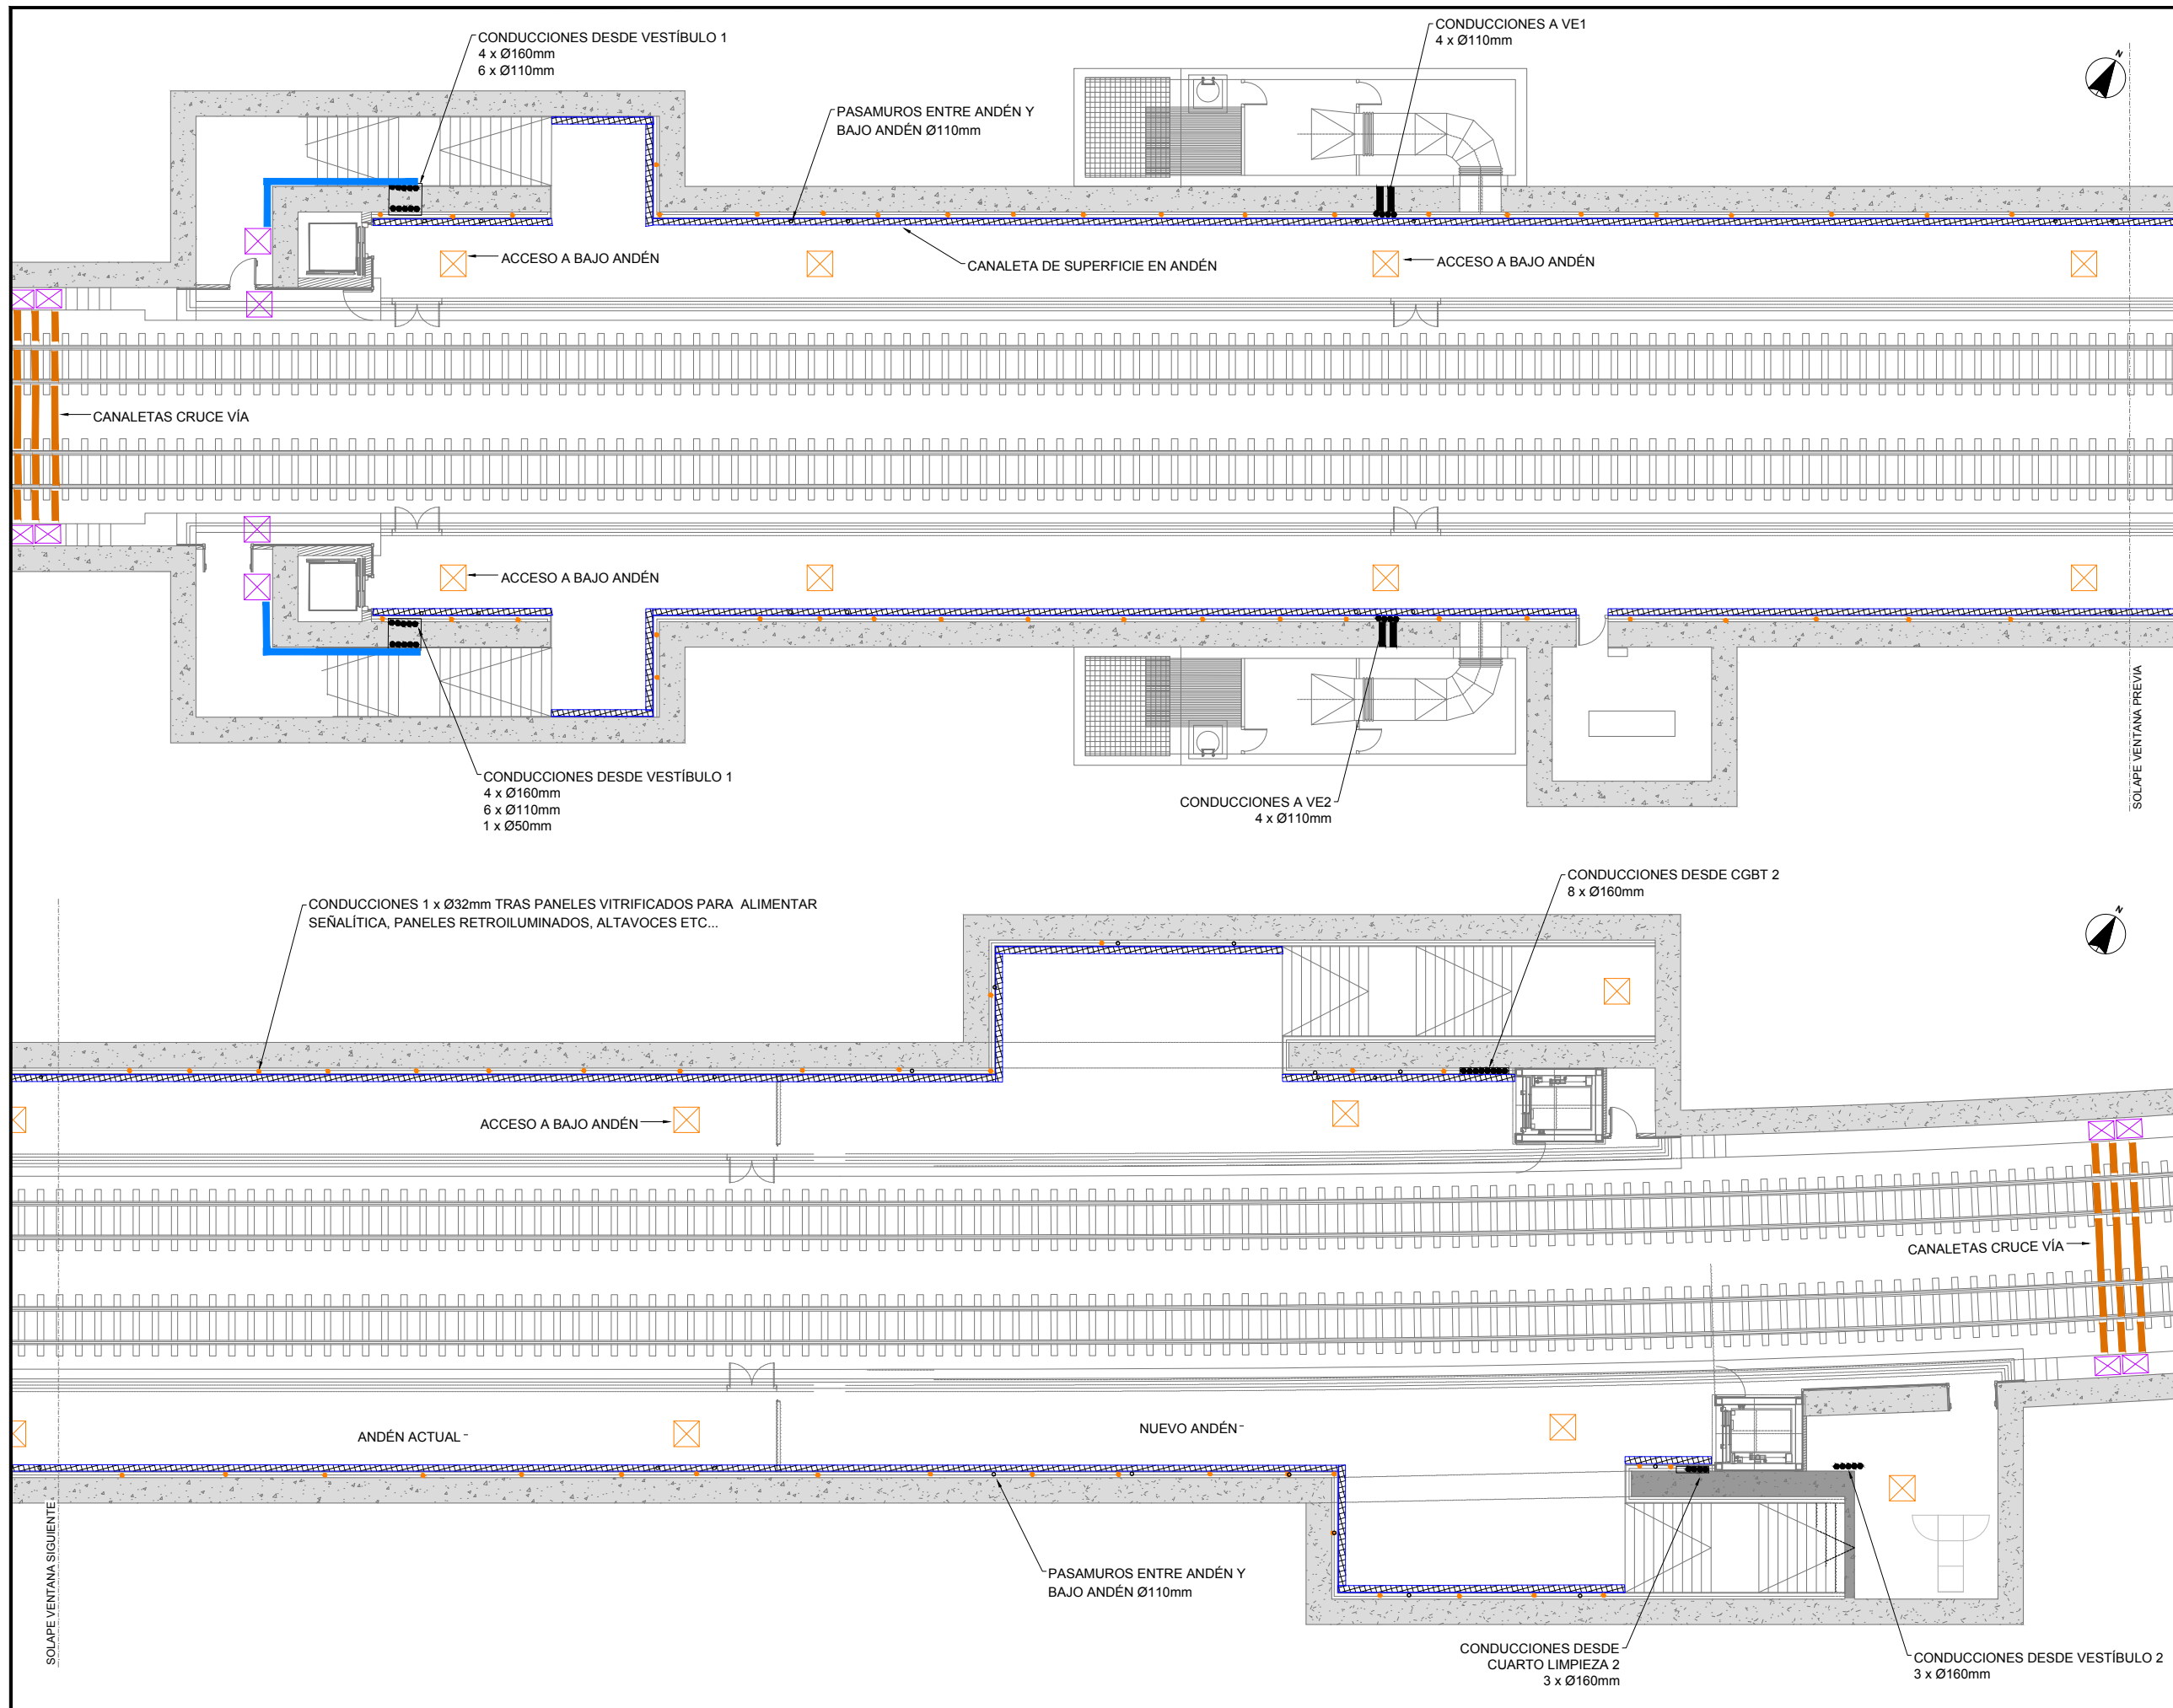 CONDUCCIONES DESDE VESTÍBULO 1
4 x Ø160mm
6 x Ø110mm
CONDUCCIONES A VE1
4 x Ø110mm
N
PASAMUROS ENTRE ANDÉN Y
BAJO ANDÉN Ø110mm
ACCESO A BAJO ANDÉN
CANALETA DE SUPERFICIE EN ANDÉN
ACCESO A BAJO ANDÉN
CANALETAS CRUCE VÍA
ACCESO A BAJO ANDÉN
CONDUCCIONES DESDE VESTÍBULO 1
4 x Ø160mm
6 x Ø110mm
1 x Ø50mm
CONDUCCIONES A VE2
4 x Ø110mm
SOLAPE VENTANA PREVIA
CONDUCCIONES DESDE CGBT 2
8 x Ø160mm
CONDUCCIONES 1 x Ø32mm TRAS PANELES VITRIFICADOS PARA ALIMENTAR
SEÑALÍTICA, PANELES RETROILUMINADOS, ALTAVOCES ETC...
N
ACCESO A BAJO ANDÉN
CANALETAS CRUCE VÍA
ANDÉN ACTUAL
NUEVO ANDÉN
SOLAPE VENTANA SIGUIENTE
PASAMUROS ENTRE ANDÉN Y
BAJO ANDÉN Ø110mm
CONDUCCIONES DESDE
CUARTO LIMPIEZA 2
3 x Ø160mm
CONDUCCIONES DESDE VESTÍBULO 2
3 x Ø160mm